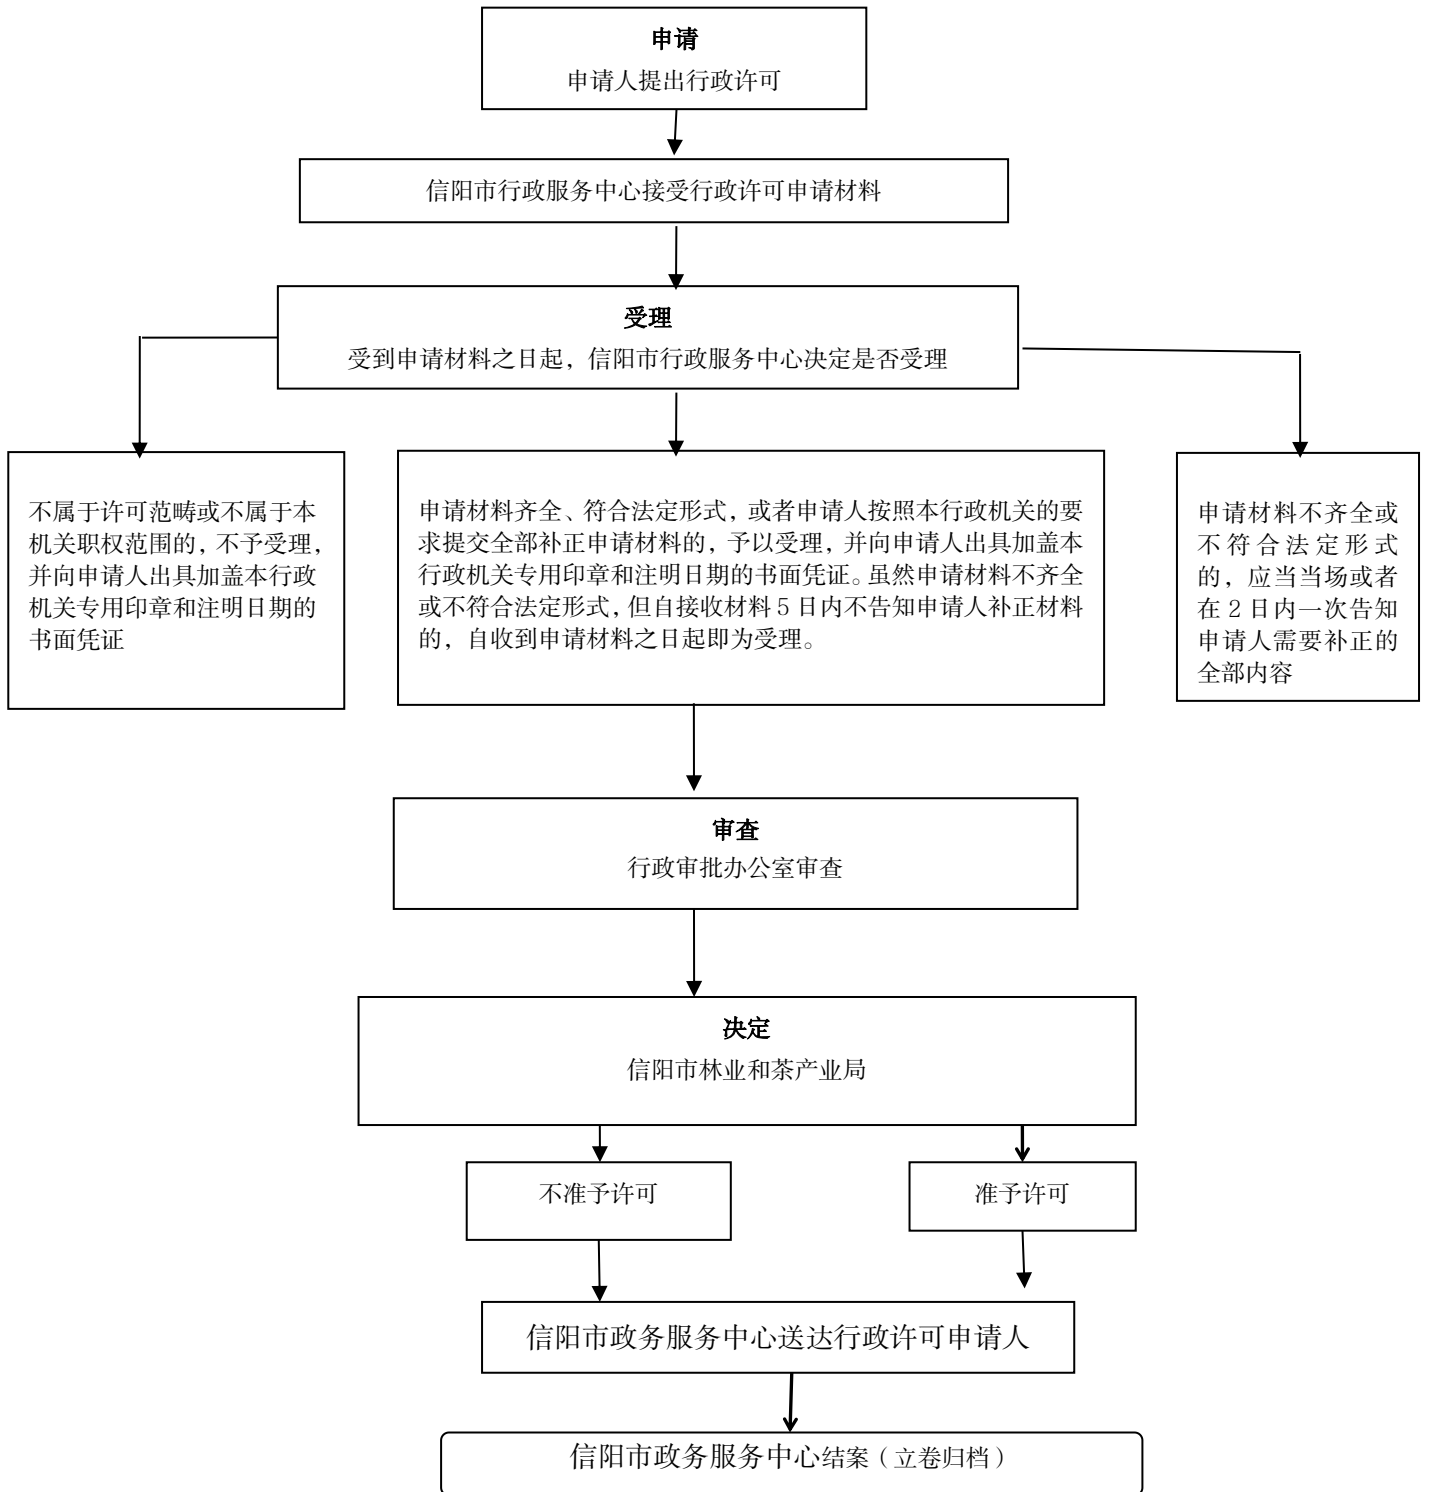 申请
申请人提出行政许可
信阳市行政服务中心接受行政许可申请材料
受理
受到申请材料之日起，信阳市行政服务中心决定是否受理
不属于许可范畴或不属于本
机关职权范围的，不予受理，
并向申请人出具加盖本行政
机关专用印章和注明日期的
书面凭证
申请材料齐全、符合法定形式，或者申请人按照本行政机关的要
求提交全部补正申请材料的，予以受理，并向申请人出具加盖本
行政机关专用印章和注明日期的书面凭证。虽然申请材料不齐全
或不符合法定形式，但自接收材料 5 日内不告知申请人补正材料
的，自收到申请材料之日起即为受理。
申请材料不齐全或
不符合法定形式
的，应当当场或者
在 2 日内一次告知
申请人需要补正的
全部内容
审查
行政审批办公室审查
决定
信阳市林业和茶产业局
不准予许可
准予许可
信阳市政务服务中心送达行政许可申请人
信阳市政务服务中心结案（立卷归档）